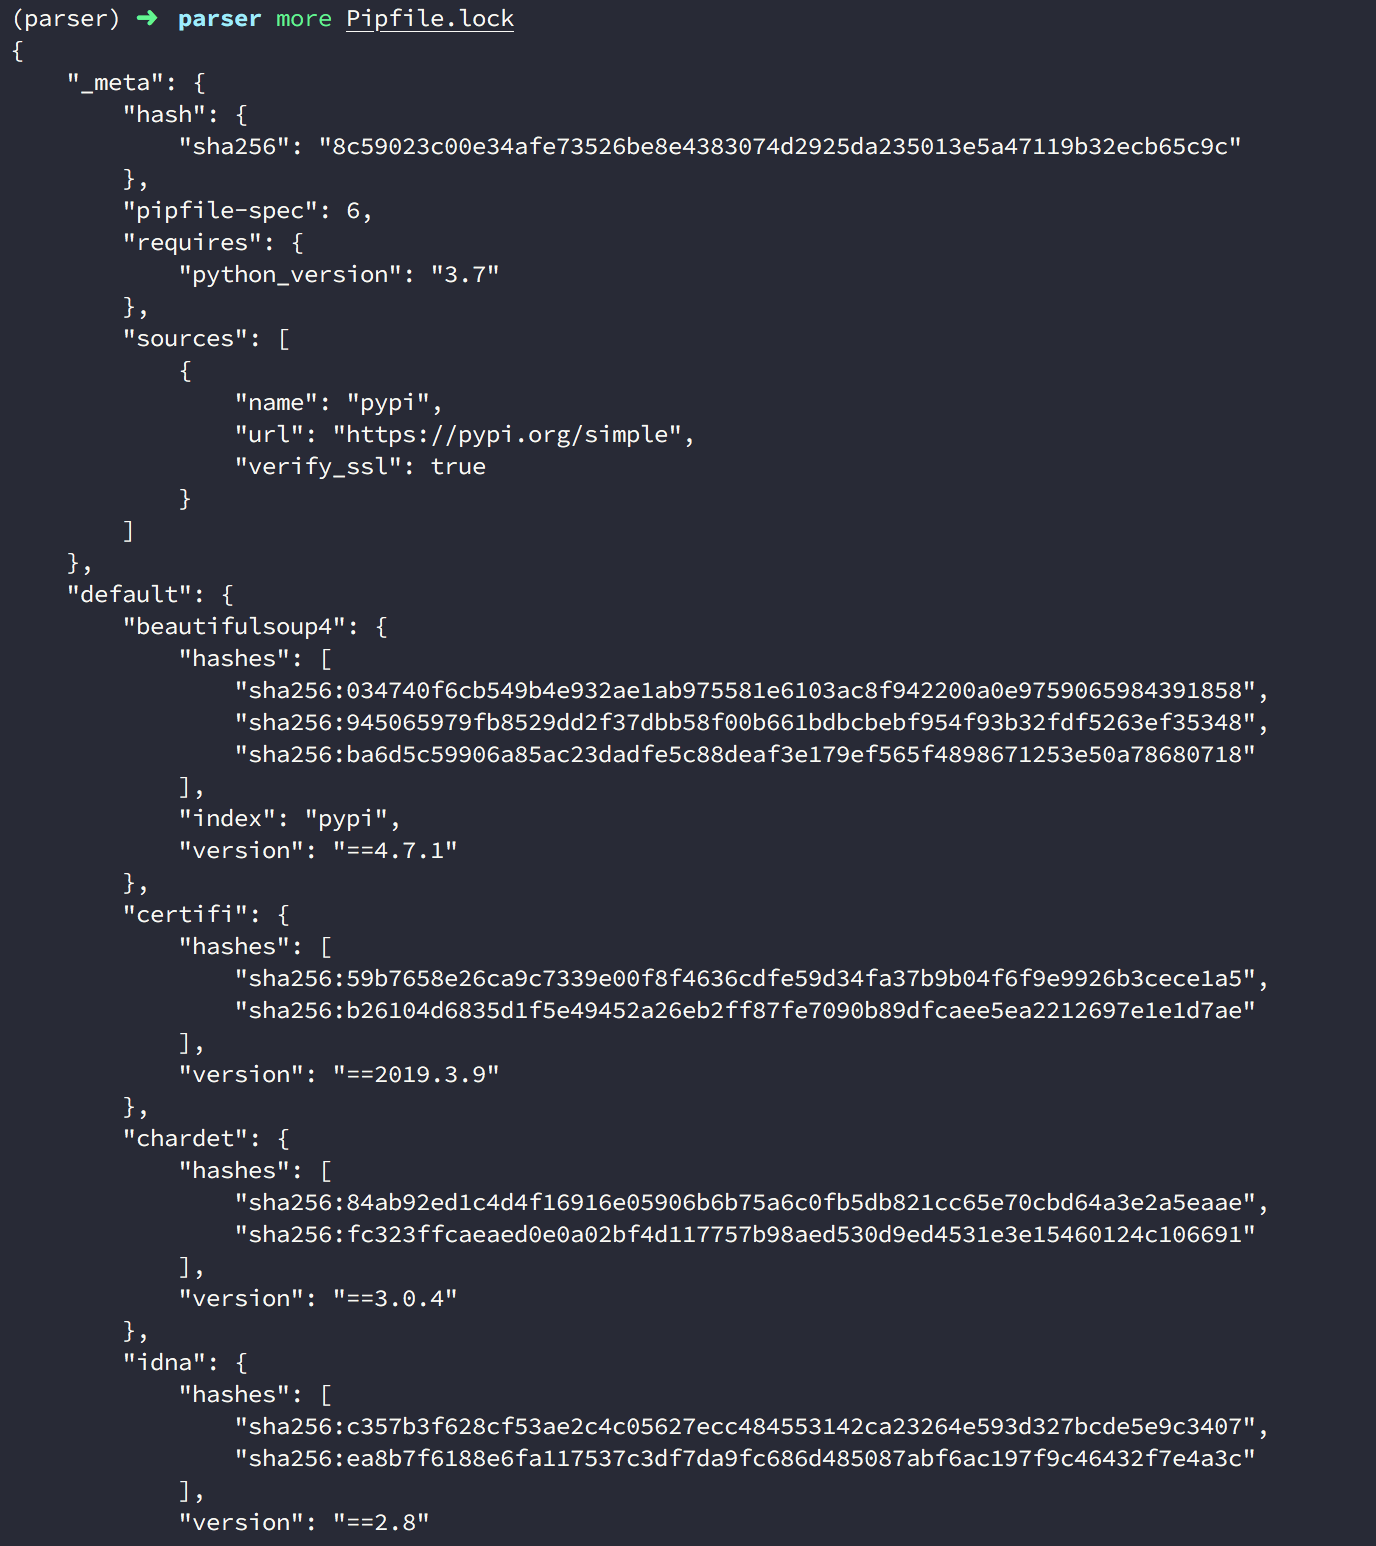 (parser) ➜ parser more Pipfile.lock
{
    "_meta": {
        "hash": {
            "sha256": "8c59023c00e34afe73526be8e4383074d2925da235013e5a47119b32ecb65c9c"
        },
        "pipfile-spec": 6,
        "requires": {
            "python_version": "3.7"
        },
        "sources": [
            {
                "name": "pypi",
                "url": "https://pypi.org/simple",
                "verify_ssl": true
            }
        ]
    },
    "default": {
        "beautifulsoup4": {
            "hashes": [
                "sha256:034740f6cb549b4e932ae1ab975581e6103ac8f942200a0e9759065984391858",
                "sha256:945065979fb8529dd2f37dbb58f00b661bdbcbebf954f93b32fdf5263ef35348",
                "sha256:ba6d5c59906a85ac23dadfe5c88deaf3e179ef565f4898671253e50a78680718"
            ],
            "index": "pypi",
            "version": "==4.7.1"
        },
        "certifi": {
            "hashes": [
                "sha256:59b7658e26ca9c7339e00f8f4636cdfe59d34fa37b9b04f6f9e9926b3cece1a5",
                "sha256:b26104d6835d1f5e49452a26eb2ff87fe7090b89dfcaee5ea2212697e1e1d7ae"
            ],
            "version": "==2019.3.9"
        },
        "chardet": {
            "hashes": [
                "sha256:84ab92ed1c4d4f16916e05906b6b75a6c0fb5db821cc65e70cbd64a3e2a5eaae",
                "sha256:fc323ffcaeaed0e0a02bf4d117757b98aed530d9ed4531e3e15460124c106691"
            ],
            "version": "==3.0.4"
        },
        "idna": {
            "hashes": [
                "sha256:c357b3f628cf53ae2c4c05627ecc484553142ca23264e593d327bcde5e9c3407",
                "sha256:ea8b7f6188e6fa117537c3df7da9fc686d485087abf6ac197f9c46432f7e4a3c"
            ],
            "version": "==2.8"